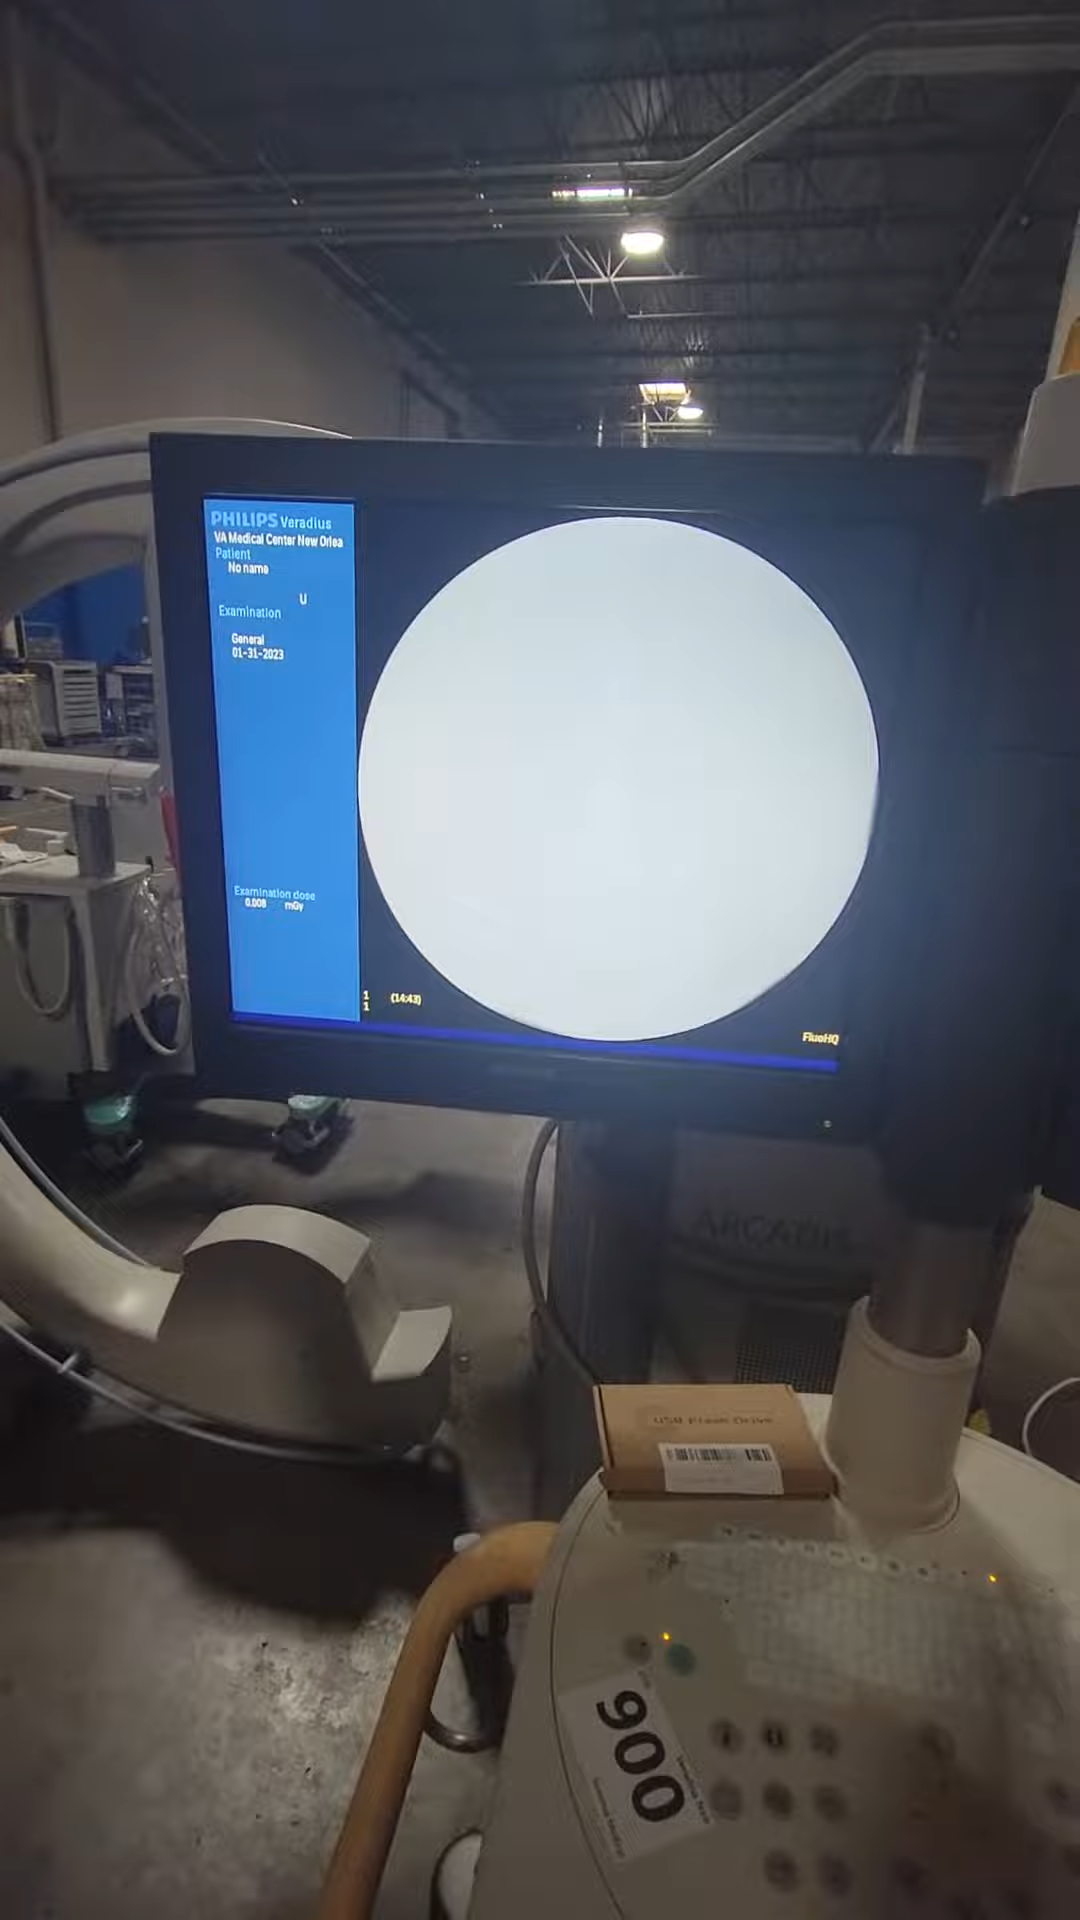 PHILIPS Veradius
VA Medical Center New Orlea
Patient
No name
U
Examination
General
01-31-2023
Examination dose
0.008 mGy
1 (14:43)
1
FluoHQ
ARCADIS
USB Flash Drive
900